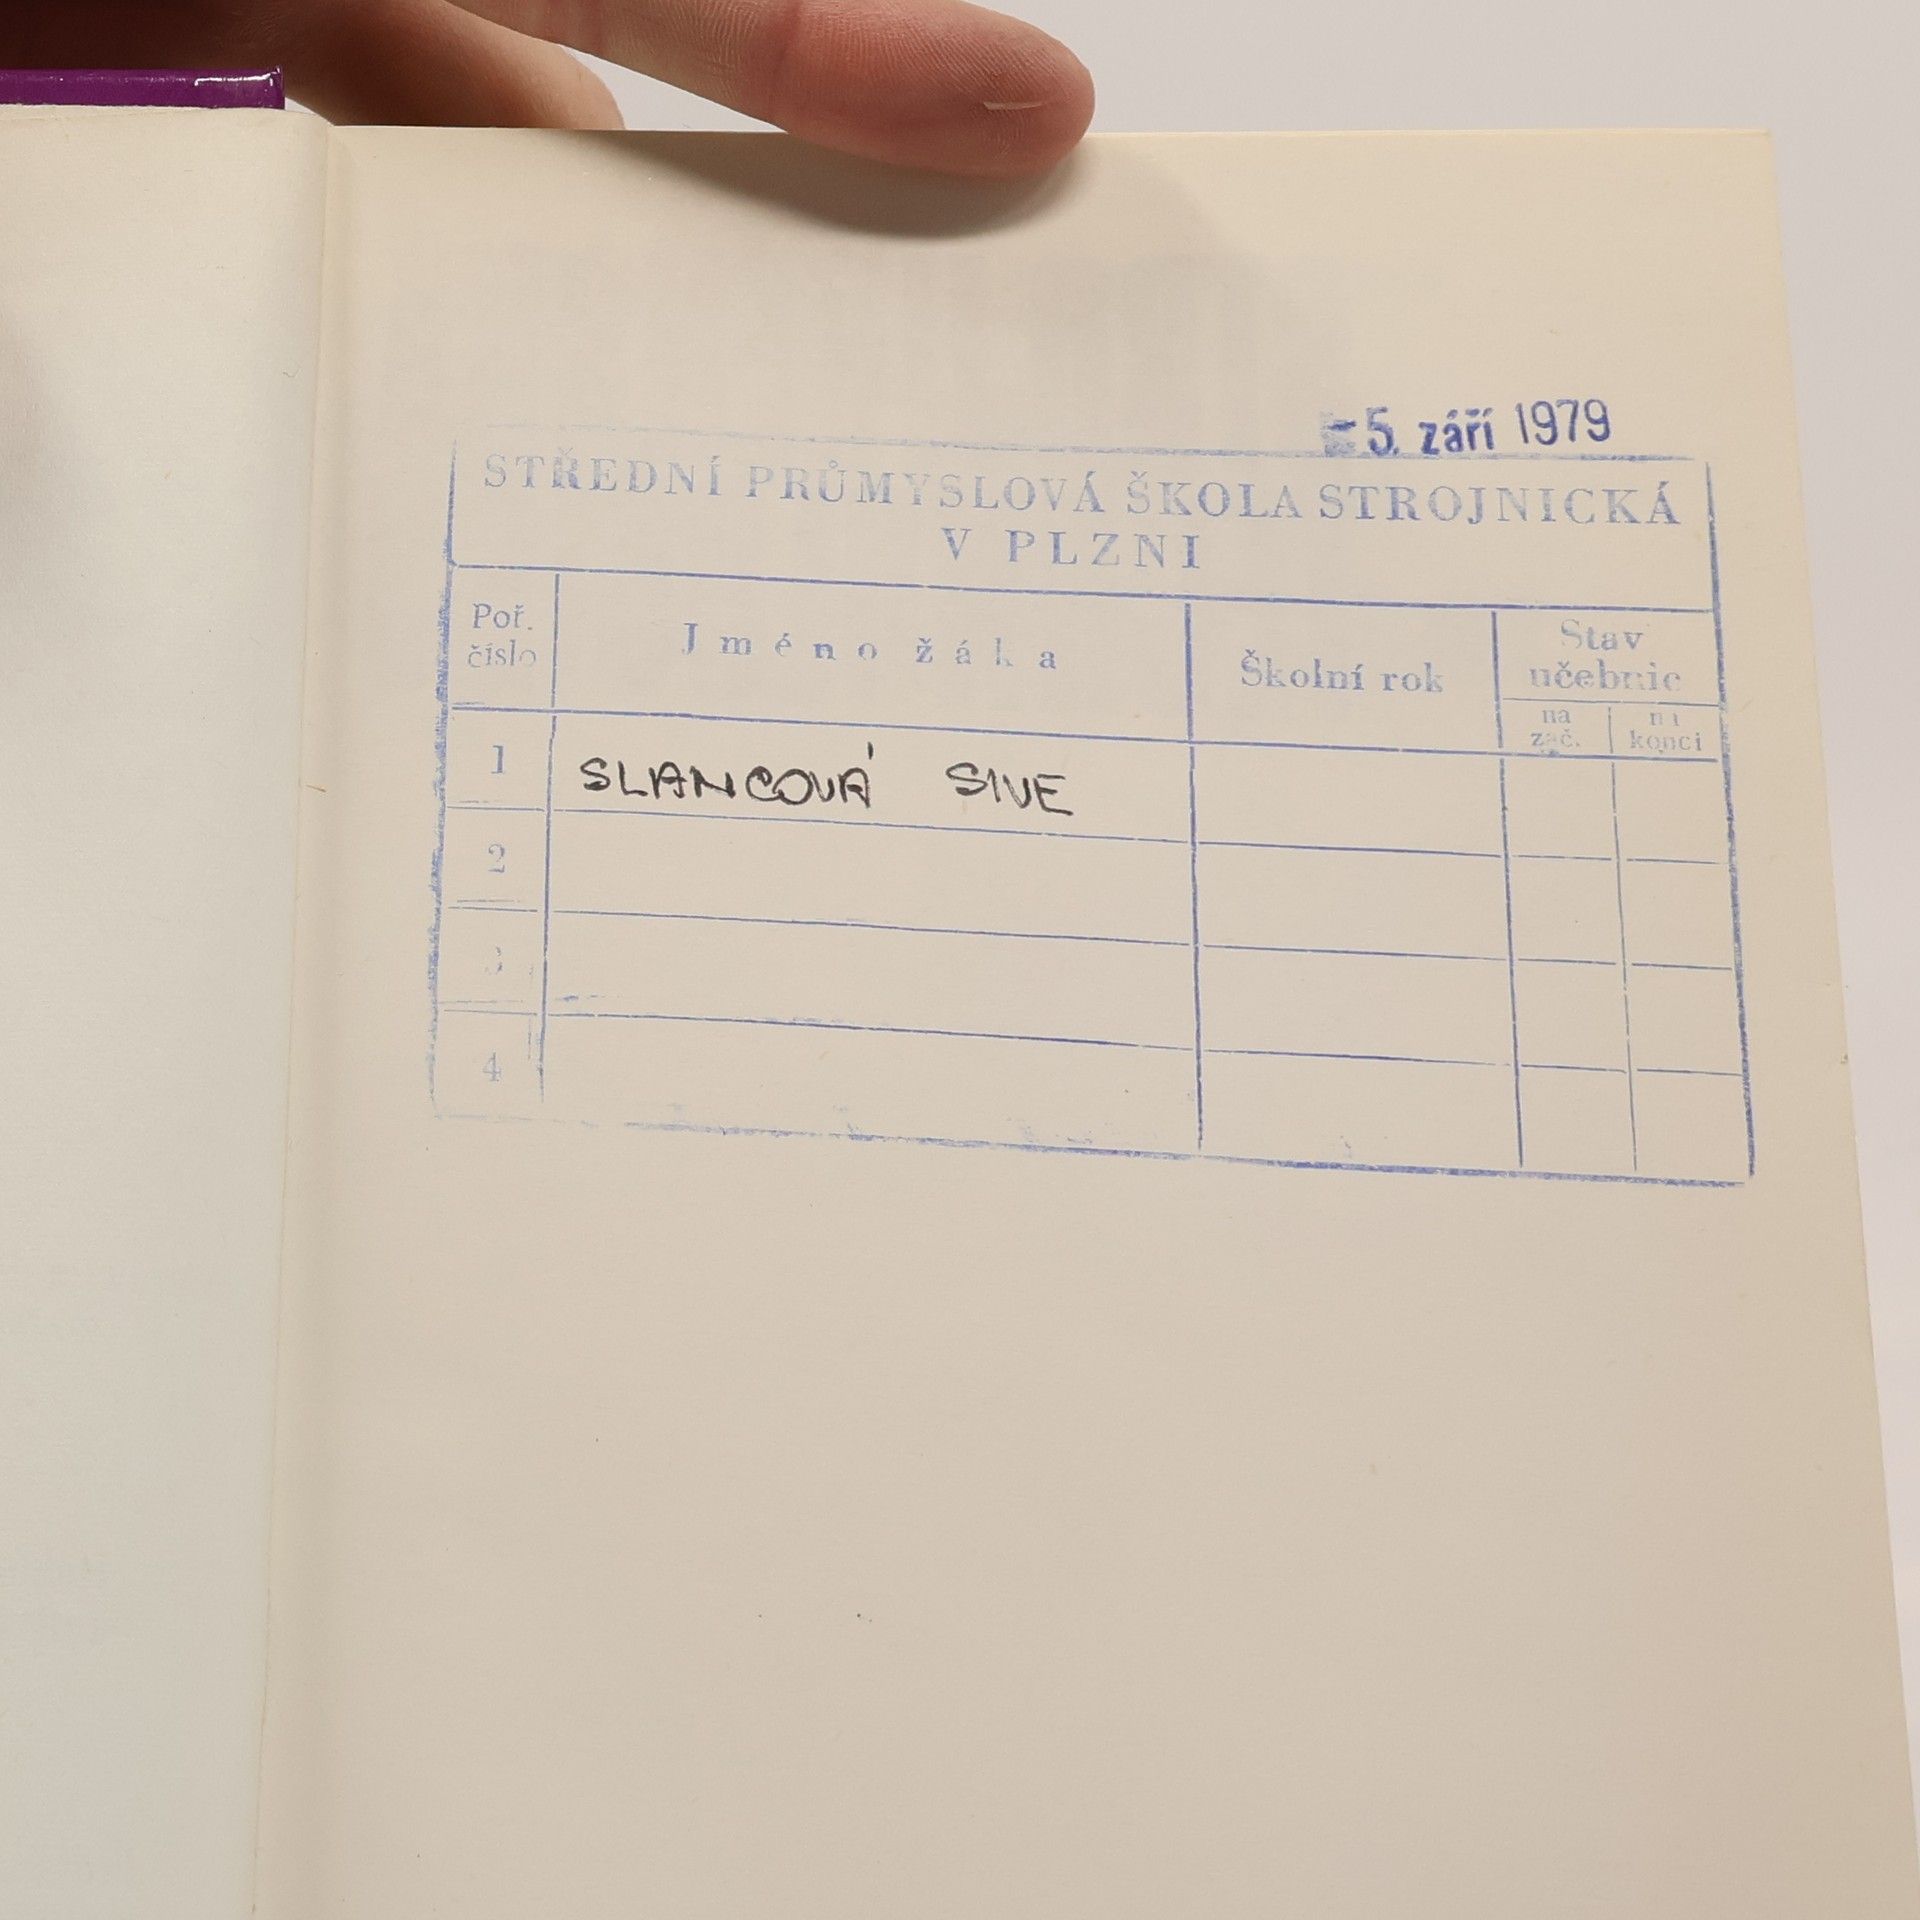 5. září 1979
STŘEDNÍ PRŮMYSLOVÁ ŠKOLA STROJNICKÁ
V PLZNI
Poř.
číslo
Jméno žáka
Školní rok
Stav
učebnic
na
zač.
na
konci
1
SLANCOVÁ SIVE
2
3
4